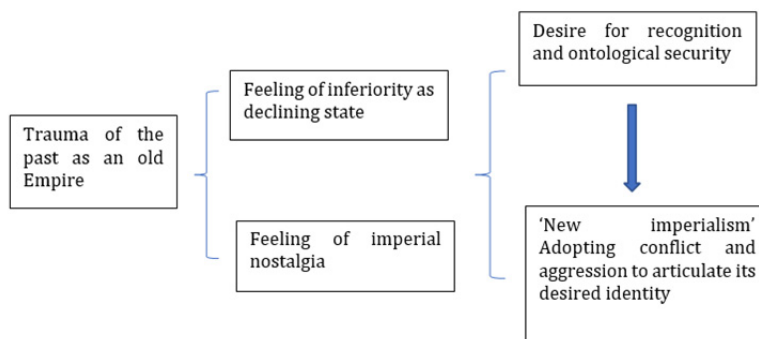 Trauma of the
past as an old
Empire
Feeling of inferiority as
declining state
Feeling of imperial
nostalgia
Desire for recognition
and ontological security
‘New imperialism’
Adopting conflict and
aggression to articulate its
desired identity